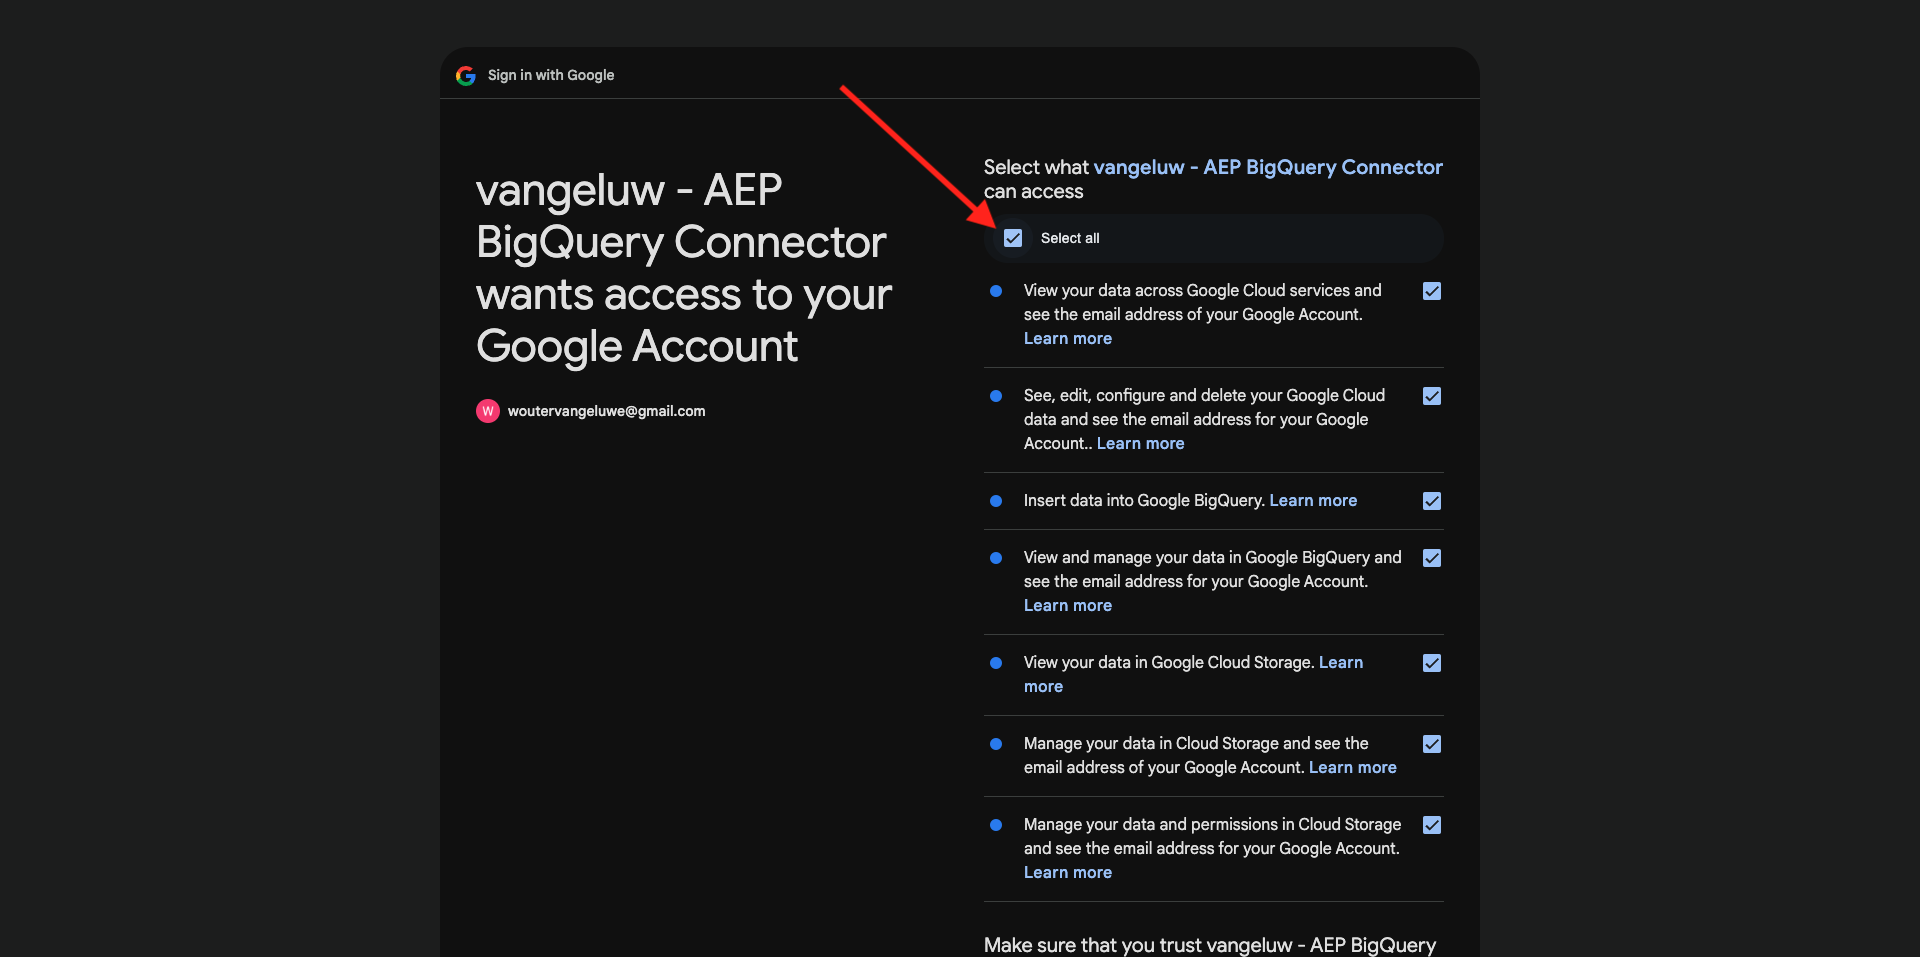 Sign in with Google
vangeluw - AEP
BigQuery Connector
wants access to your
Google Account
W woutervangeluwe@gmail.com
Select what vangeluw - AEP BigQuery Connector
can access
Select all
View your data across Google Cloud services and
see the email address of your Google Account.
Learn more
See, edit, configure and delete your Google Cloud
data and see the email address for your Google
Account.. Learn more
Insert data into Google BigQuery. Learn more
View and manage your data in Google BigQuery and
see the email address for your Google Account.
Learn more
View your data in Google Cloud Storage. Learn
more
Manage your data in Cloud Storage and see the
email address of your Google Account. Learn more
Manage your data and permissions in Cloud Storage
and see the email address for your Google Account.
Learn more
Make sure that you trust vangeluw - AEP BigQuery